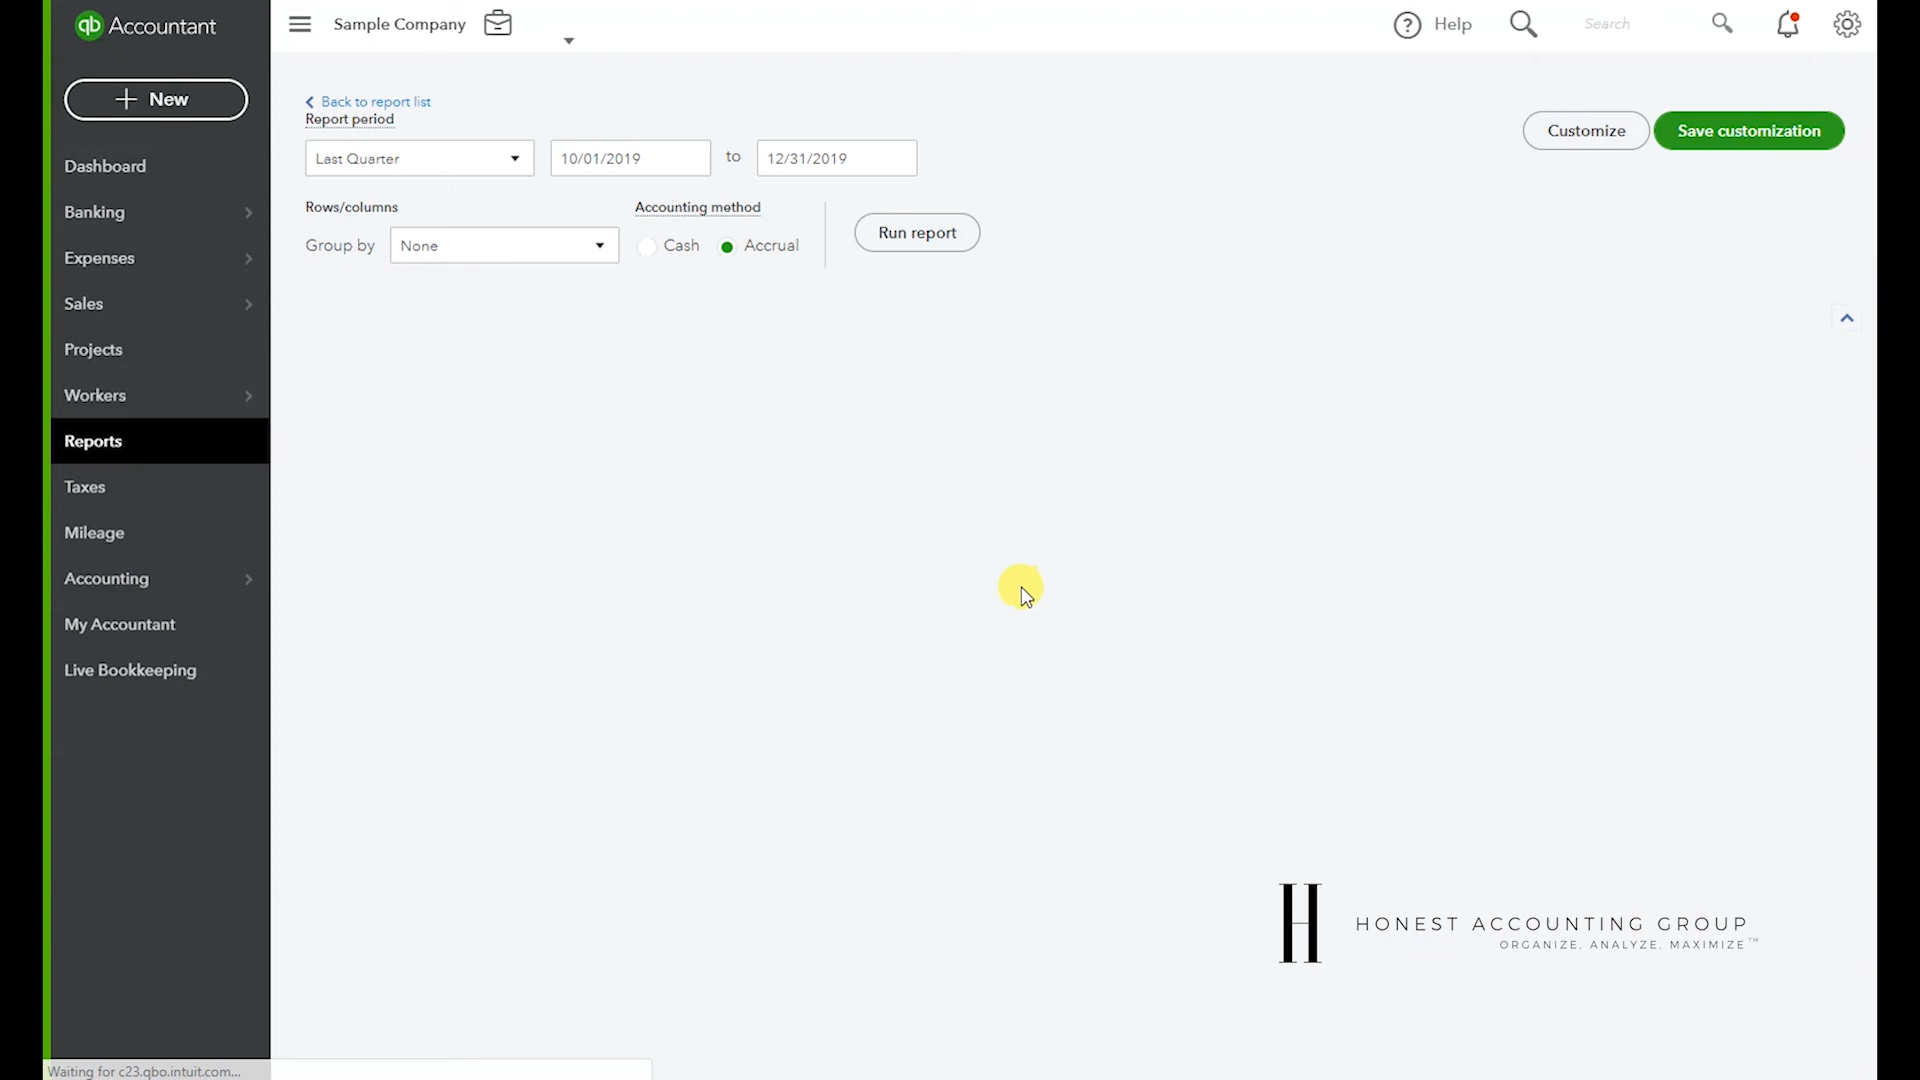 qb Accountant
Sample Company
Help
Search
New
Dashboard
Banking
Expenses
Sales
Projects
Workers
Reports
Taxes
Mileage
Accounting
My Accountant
Live Bookkeeping
Back to report list
Report period
Last Quarter
10/01/2019
to
12/31/2019
Customize
Save customization
Rows/columns
Accounting method
Group by
None
Cash
Accrual
Run report
H HONEST ACCOUNTING GROUP
ORGANIZE, ANALYZE, MAXIMIZE™
Waiting for c23.qbo.intuit.com...